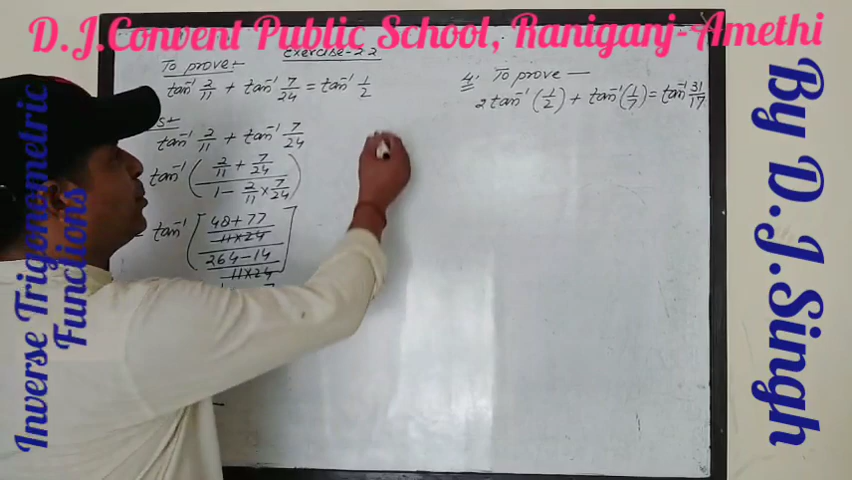 D.J.Convent Public School, Raniganj-Amethi
Inverse Trigonometric
Functions
By D.J.Singh
Exercise-2.2
To prove:-
tan⁻¹ 2/11 + tan⁻¹ 7/24 = tan⁻¹ 1/2
tan⁻¹ 2/11 + tan⁻¹ 7/24
tan⁻¹ ( (2/11 + 7/24) / (1 - 2/11 × 7/24) )
= tan⁻¹ [ ((48+77) / (11×24)) / ((264-14) / (11×24)) ]
4. To prove —
2 tan⁻¹ (1/2) + tan⁻¹ (1/7) = tan⁻¹ 31/17